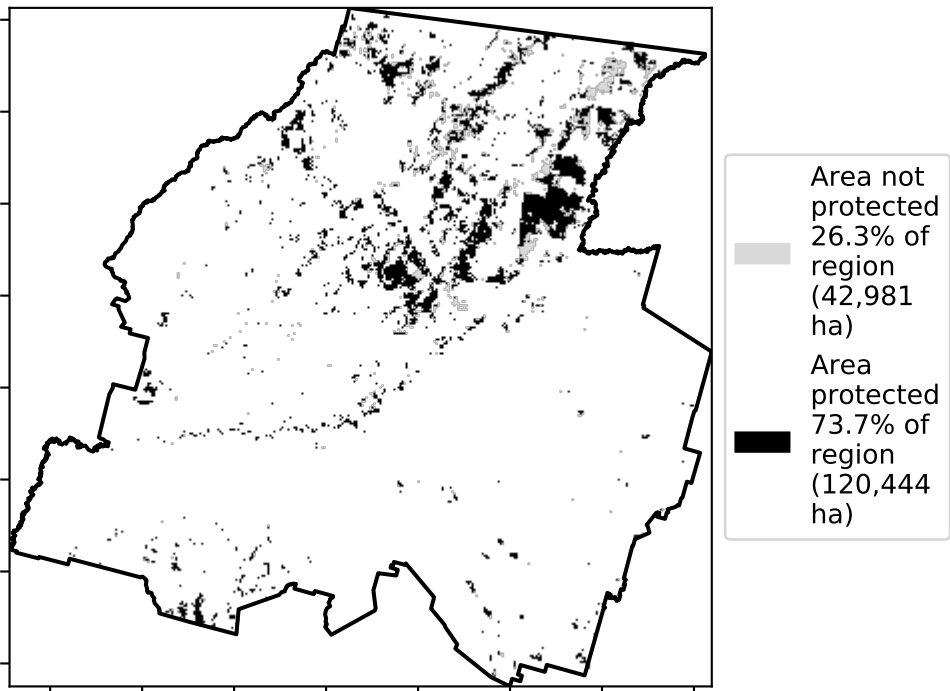 Area not
protected
26.3% of
region
(42,981
ha)
Area
protected
73.7% of
region
(120,444
ha)